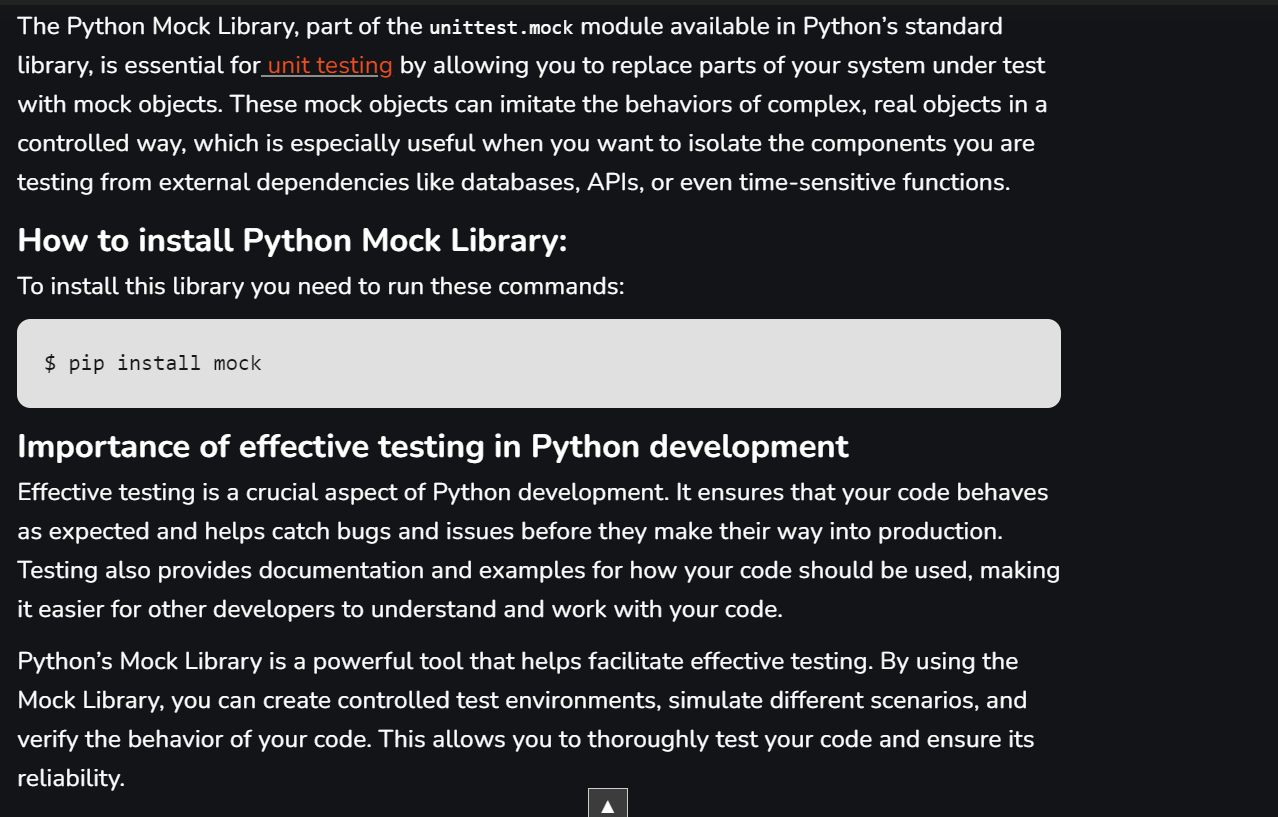 The Python Mock Library, part of the unittest.mock module available in Python’s standard
library, is essential for unit testing by allowing you to replace parts of your system under test
with mock objects. These mock objects can imitate the behaviors of complex, real objects in a
controlled way, which is especially useful when you want to isolate the components you are
testing from external dependencies like databases, APIs, or even time-sensitive functions.
How to install Python Mock Library:
To install this library you need to run these commands:
$ pip install mock
Importance of effective testing in Python development
Effective testing is a crucial aspect of Python development. It ensures that your code behaves
as expected and helps catch bugs and issues before they make their way into production.
Testing also provides documentation and examples for how your code should be used, making
it easier for other developers to understand and work with your code.
Python’s Mock Library is a powerful tool that helps facilitate effective testing. By using the
Mock Library, you can create controlled test environments, simulate different scenarios, and
verify the behavior of your code. This allows you to thoroughly test your code and ensure its
reliability.